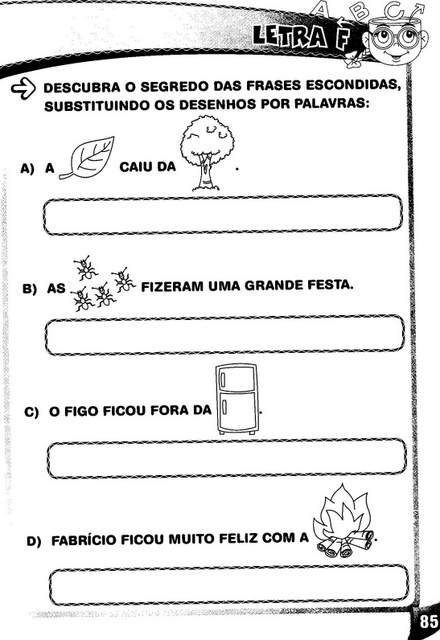 A B C
LETRA F
DESCUBRA O SEGREDO DAS FRASES ESCONDIDAS,
SUBSTITUINDO OS DESENHOS POR PALAVRAS:
A) A CAIU DA .
B) AS FIZERAM UMA GRANDE FESTA.
C) O FIGO FICOU FORA DA .
D) FABRÍCIO FICOU MUITO FELIZ COM A .
85